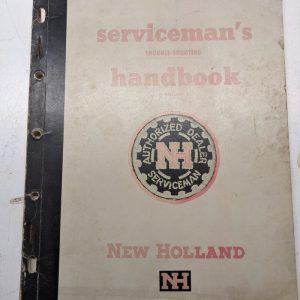 serviceman's
TROUBLE-SHOOTING
handbook
AUTHORIZED DEALER
NH
SERVICEMAN
NEW HOLLAND
NH